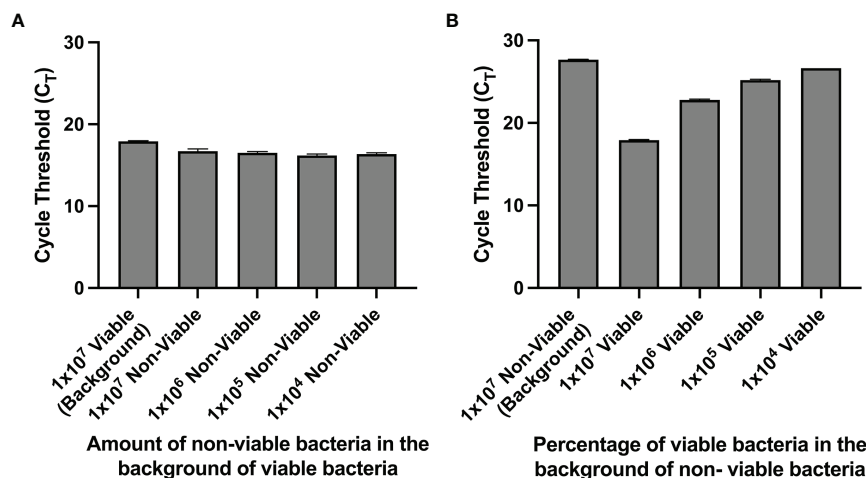 A
Cycle Threshold (CT)
30
20
10
0
1x10⁷ Viable
(Background)
1x10⁷ Non-Viable
1x10⁶ Non-Viable
1x10⁵ Non-Viable
1x10⁴ Non-Viable
Amount of non-viable bacteria in the
background of viable bacteria
B
Cycle Threshold (CT)
30
20
10
0
1x10⁷ Non-Viable
(Background)
1x10⁷ Viable
1x10⁶ Viable
1x10⁵ Viable
1x10⁴ Viable
Percentage of viable bacteria in the
background of non- viable bacteria